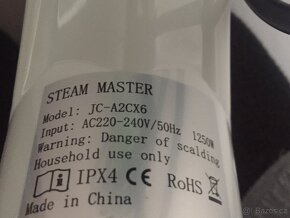 STEAM MASTER
Model: JC-A2CX6
Input: AC220-240V/50Hz 1250W
Warning: Danger of scalding
Household use only
IPX4 CE RoHS
Made in China